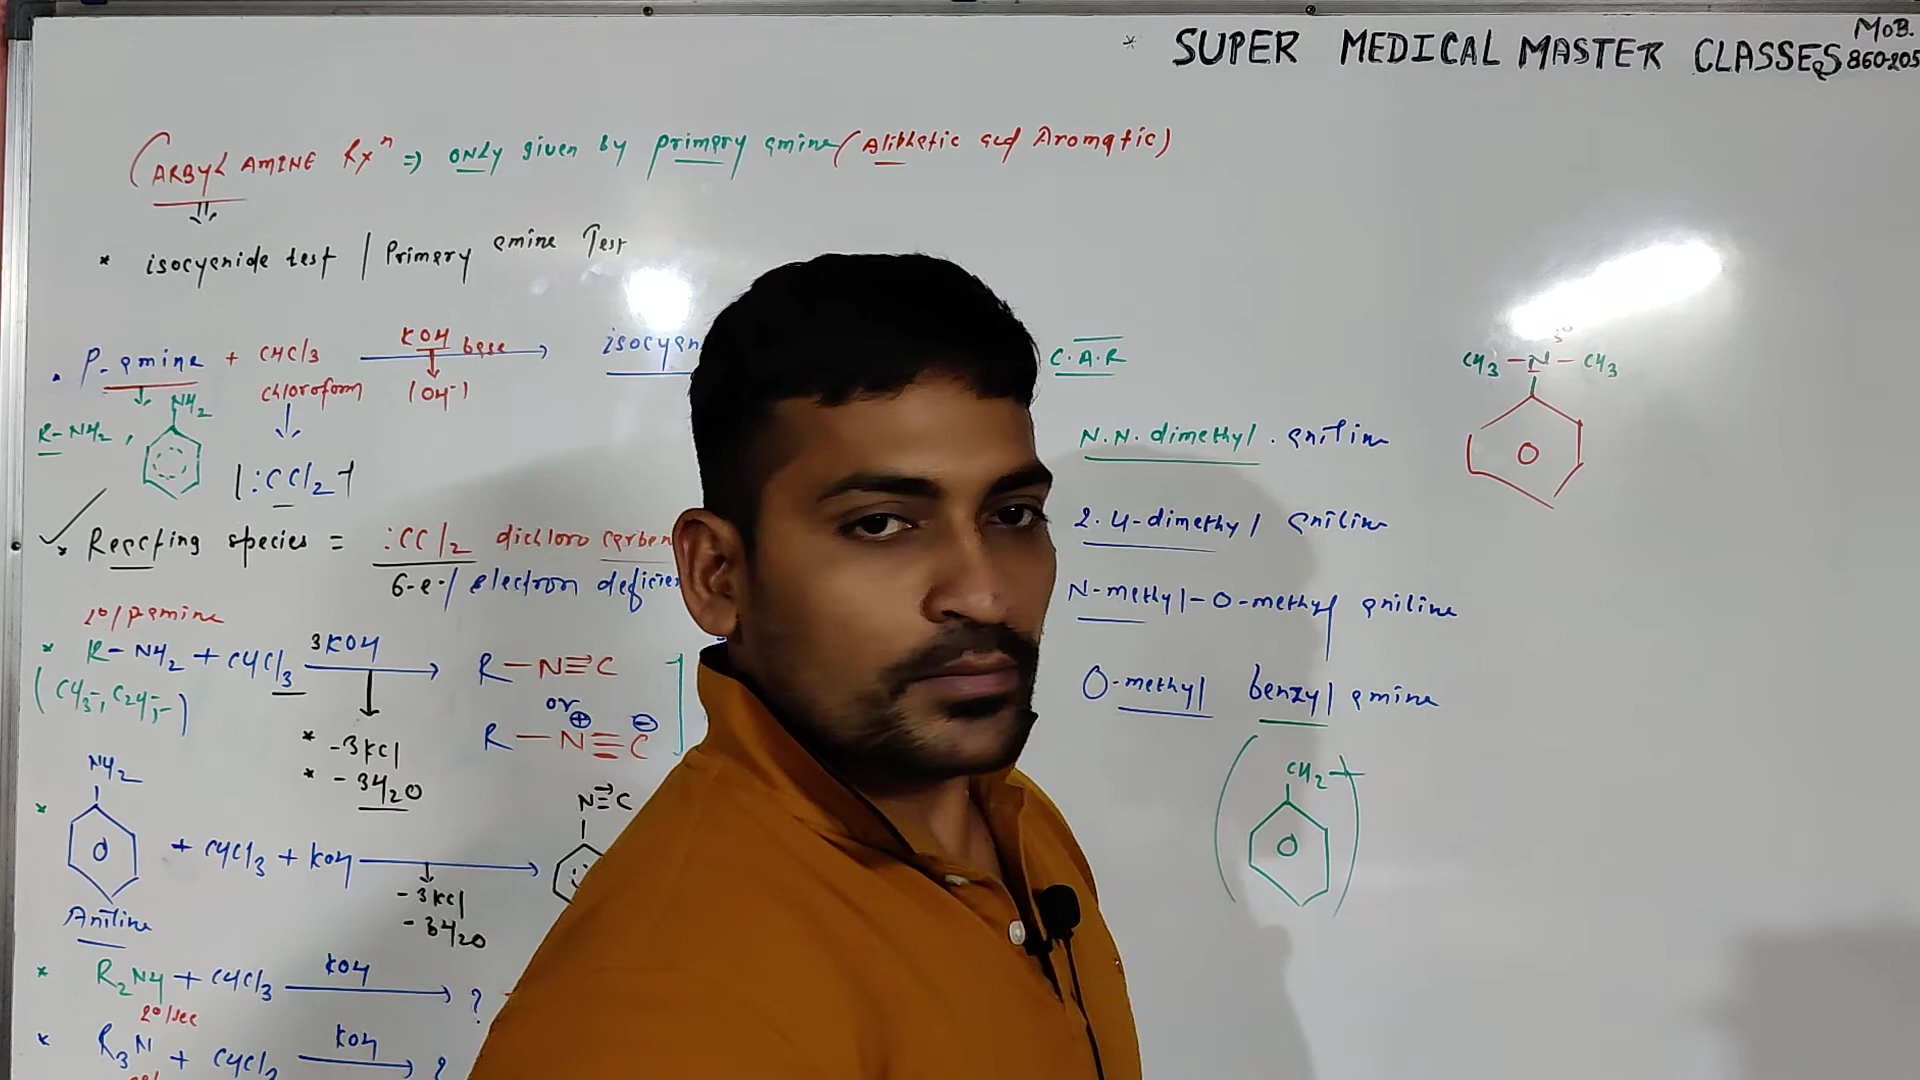 * SUPER MEDICAL MASTER CLASSES
MOB.
860205
CARBYL AMINE Rxⁿ => ONLY given by primary amine (Aliphatic and Aromatic)
* isocyanide test | Primary amine Test
. P-amine + CHCl3 KOH base → isocyan
chloroform (OH-)
R-NH2, NH2
(:CCl2)
* Reacting species = :CCl2 dichloro carben
6-e-/ electron deficien
1º/P amine
* R-NH2 + CHCl3 3KOH → R-N≡C
(CH3-, C2H5-) or
R-N≡C
⊕ ⊖
* -3KCl
* -3H2O
NH2
* + CHCl3 + KOH → N≡C
-3KCl
-3H2O
Aniline
* R2NH + CHCl3 KOH → ?
2º/sec
* R3N + CHCl3 KOH → ?
C.A.R
N.N. dimethyl. aniline
2.4-dimethyl aniline
N-methyl-O-methyl aniline
O-methyl benzyl amine
CH2
CH3-N-CH3
3º